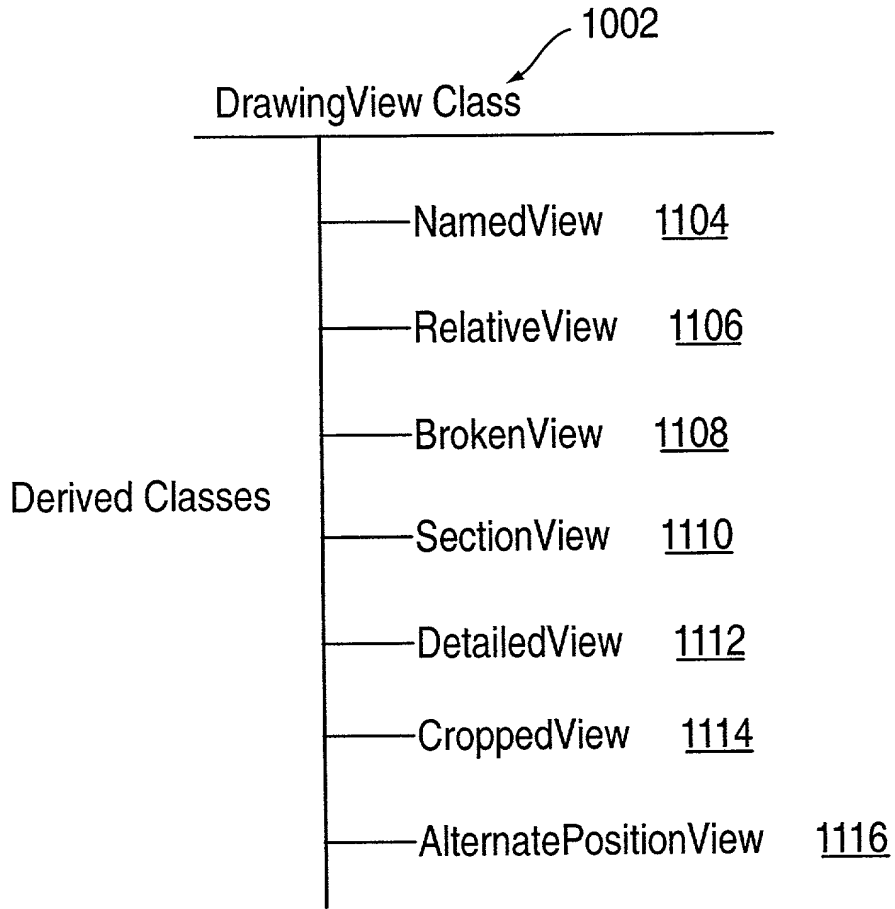 1002
DrawingView Class
NamedView 1104
RelativeView 1106
BrokenView 1108
Derived Classes
SectionView 1110
DetailedView 1112
CroppedView 1114
AlternatePositionView 1116